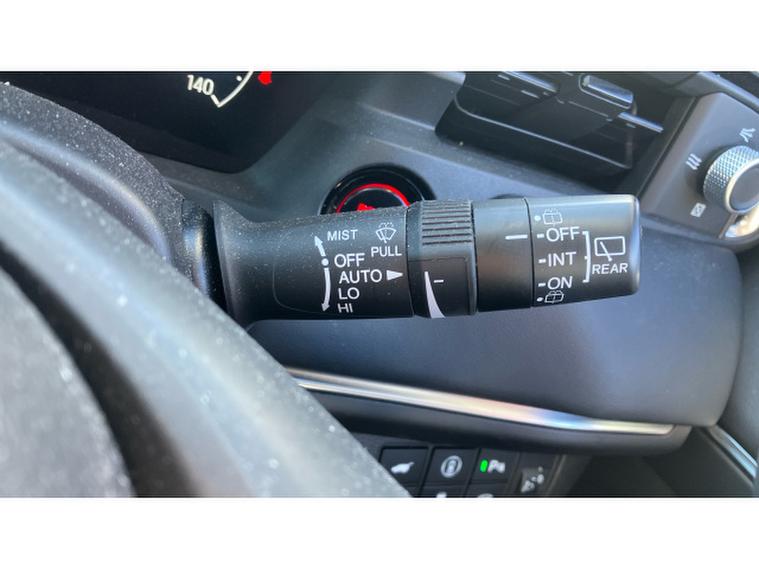 140
MIST
PULL
OFF
AUTO
LO
HI
OFF
INT
ON
REAR
P